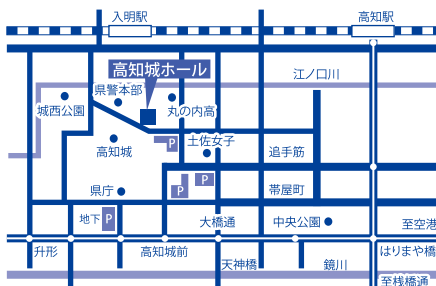 入明駅
高知駅
高知城ホール
江ノ口川
県警本部
城西公園
丸の内高
土佐女子
P
高知城
追手筋
県庁
P
P
帯屋町
地下
P
大橋通
中央公園
至空港
升形
高知城前
はりまや橋
天神橋
鏡川
至桟橋通